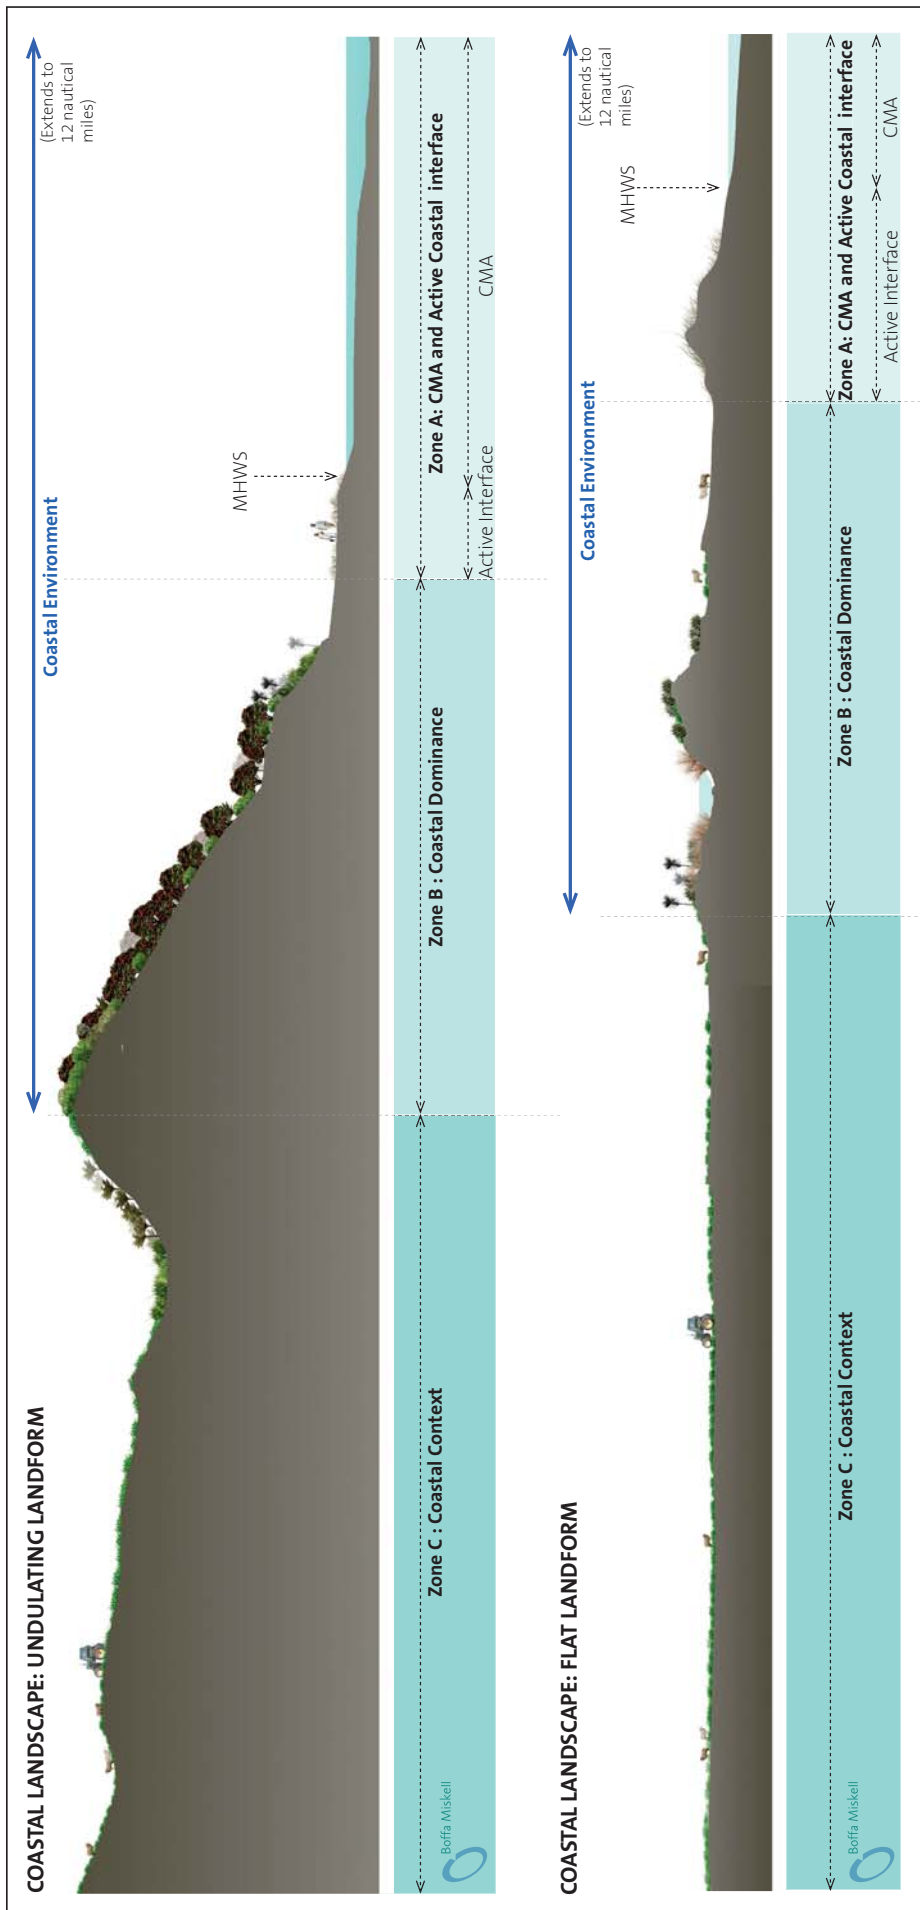 COASTAL LANDSCAPE: UNDULATING LANDFORM
Coastal Environment
(Extends to
12 nautical
miles)
MHWS
Zone C : Coastal Context
Zone B : Coastal Dominance
Zone A: CMA and Active Coastal interface
Active Interface
CMA
Boffa Miskell
COASTAL LANDSCAPE: FLAT LANDFORM
Coastal Environment
(Extends to
12 nautical
miles)
MHWS
Zone C : Coastal Context
Zone B : Coastal Dominance
Zone A: CMA and Active Coastal interface
Active Interface
CMA
Boffa Miskell